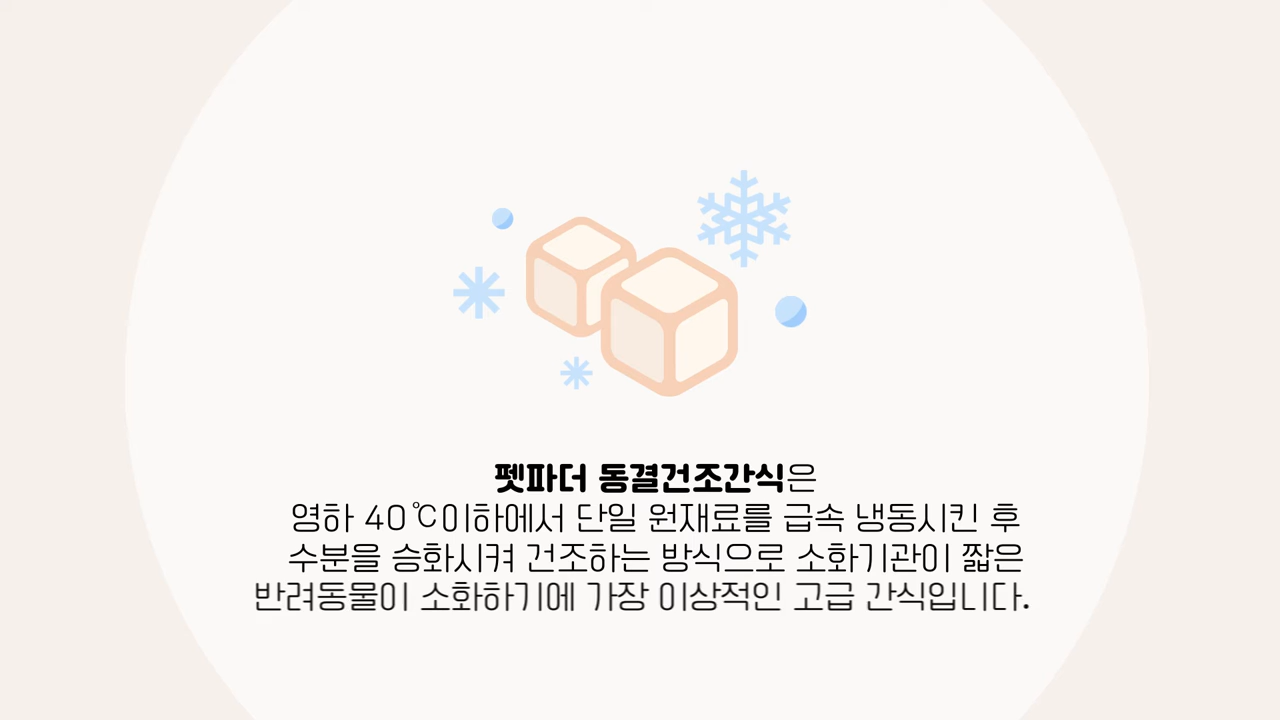 펫파더 동결건조간식은
영하 40℃이하에서 단일 원재료를 급속 냉동시킨 후
수분을 승화시켜 건조하는 방식으로 소화기관이 짧은
반려동물이 소화하기에 가장 이상적인 고급 간식입니다.